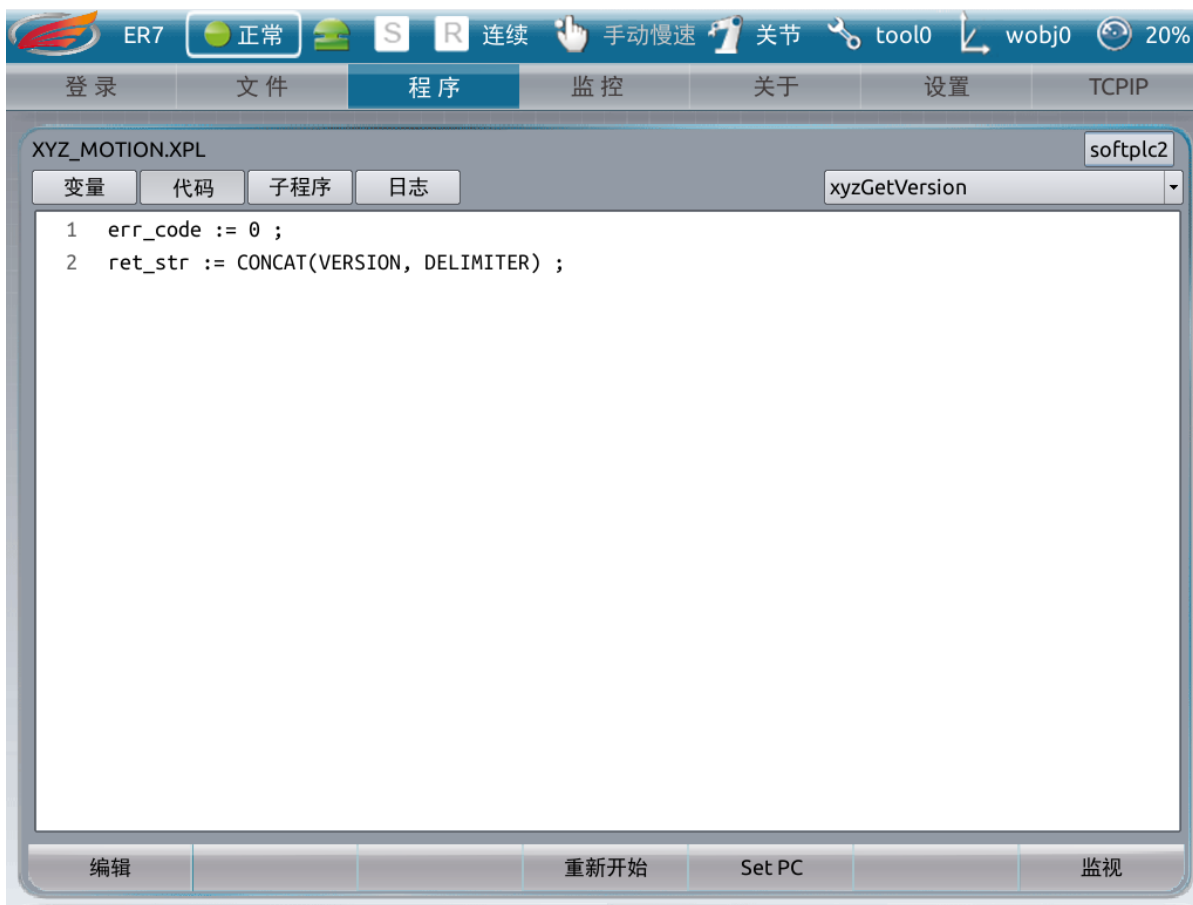 ER7 正常 S R 连续 手动慢速 关节 tool0 wobj0 20%
登录 文件 程序 监控 关于 设置 TCPIP
XYZ_MOTION.XPL softplc2
变量 代码 子程序 日志 xyzGetVersion
1 err_code := 0 ;
2 ret_str := CONCAT(VERSION, DELIMITER) ;
编辑 重新开始 Set PC 监视